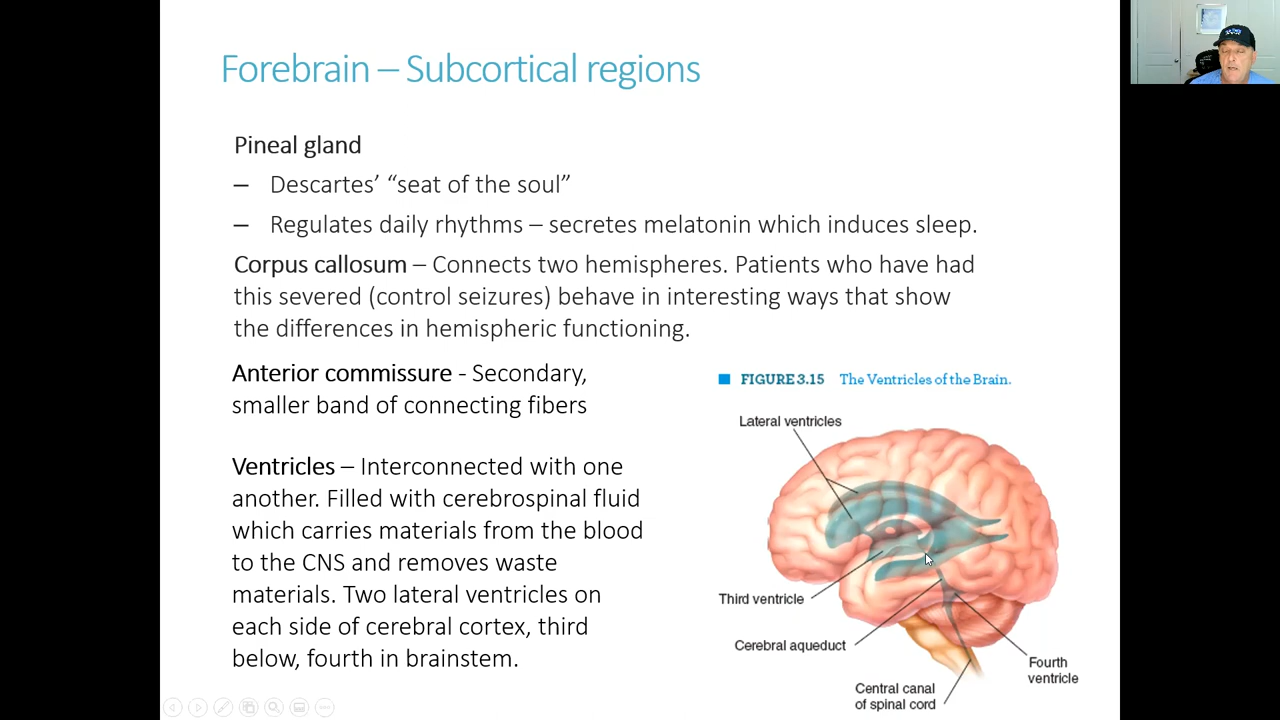 Forebrain – Subcortical regions
Pineal gland
– Descartes’ “seat of the soul”
– Regulates daily rhythms – secretes melatonin which induces sleep.
Corpus callosum – Connects two hemispheres. Patients who have had
this severed (control seizures) behave in interesting ways that show
the differences in hemispheric functioning.
Anterior commissure - Secondary,
smaller band of connecting fibers
Ventricles – Interconnected with one
another. Filled with cerebrospinal fluid
which carries materials from the blood
to the CNS and removes waste
materials. Two lateral ventricles on
each side of cerebral cortex, third
below, fourth in brainstem.
FIGURE 3.15 The Ventricles of the Brain.
Lateral ventricles
Third ventricle
Cerebral aqueduct
Fourth
ventricle
Central canal
of spinal cord